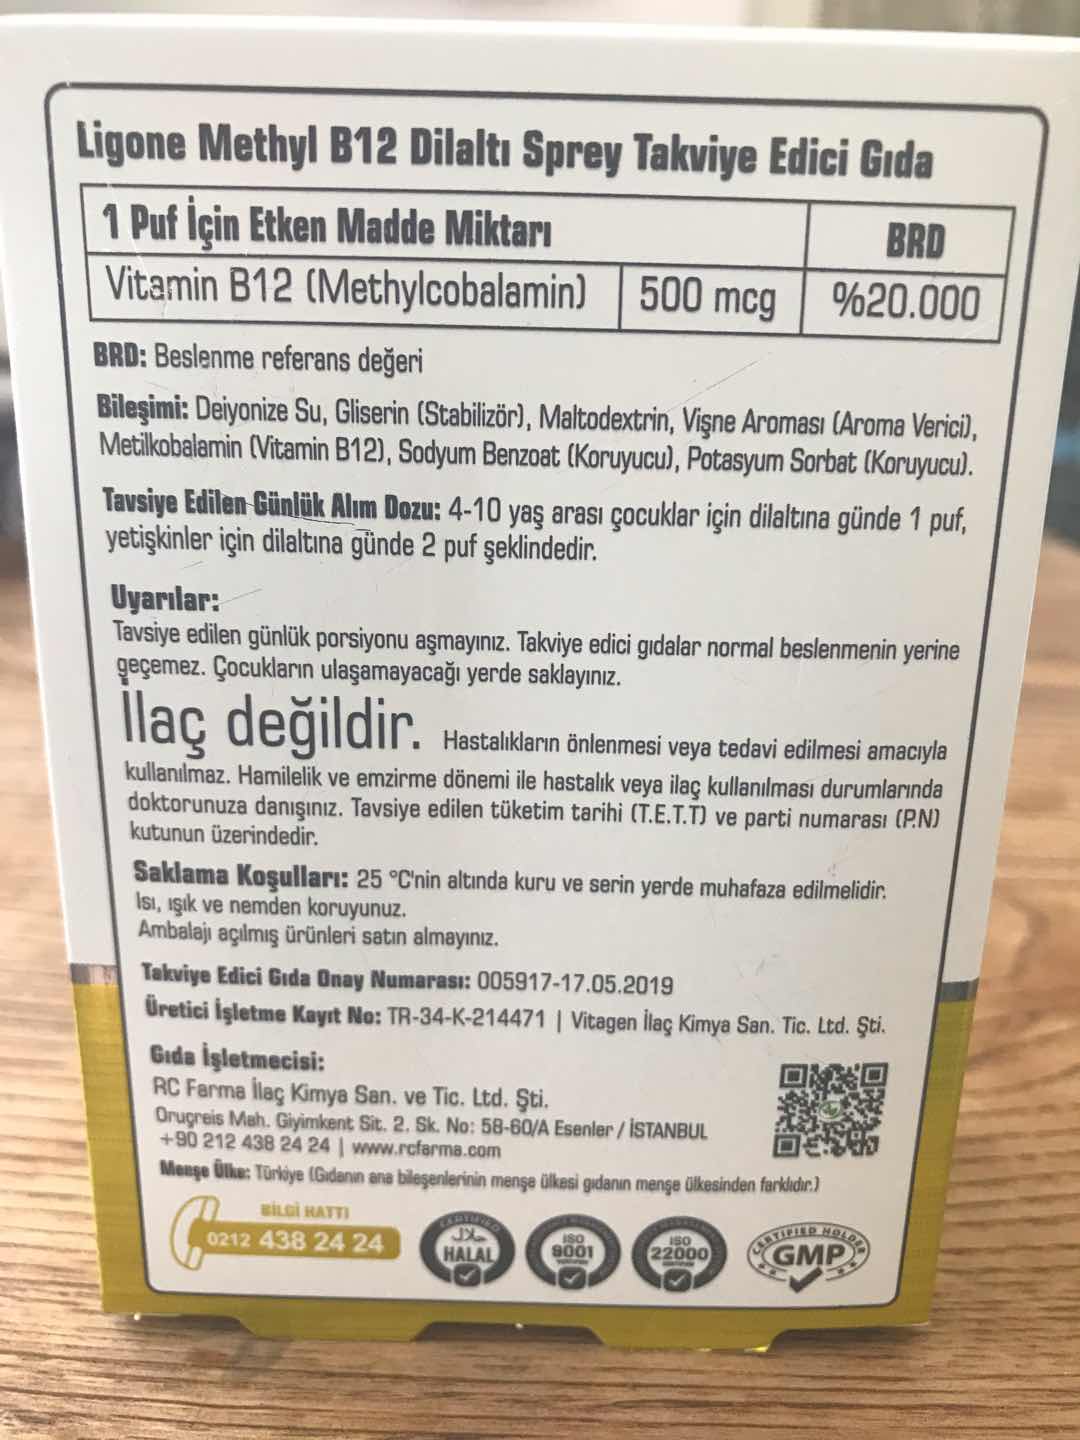 Ligone Methyl B12 Dilaltı Sprey Takviye Edici Gıda
1 Puf İçin Etken Madde Miktarı BRD
Vitamin B12 (Methylcobalamin) 500 mcg %20.000
BRD: Beslenme referans değeri
Bileşimi: Deiyonize Su, Gliserin (Stabilizör), Maltodextrin, Vişne Aroması (Aroma Verici),
Metilkobalamin (Vitamin B12), Sodyum Benzoat (Koruyucu), Potasyum Sorbat (Koruyucu).
Tavsiye Edilen Günlük Alım Dozu: 4-10 yaş arası çocuklar için dilaltına günde 1 puf,
yetişkinler için dilaltına günde 2 puf şeklindedir.
Uyarılar:
Tavsiye edilen günlük porsiyonu aşmayınız. Takviye edici gıdalar normal beslenmenin yerine
geçemez. Çocukların ulaşamayacağı yerde saklayınız.
İlaç değildir. Hastalıkların önlenmesi veya tedavi edilmesi amacıyla
kullanılmaz. Hamilelik ve emzirme dönemi ile hastalık veya ilaç kullanılması durumlarında
doktorunuza danışınız. Tavsiye edilen tüketim tarihi (T.E.T.T) ve parti numarası (P.N)
kutunun üzerindedir.
Saklama Koşulları: 25 °C'nin altında kuru ve serin yerde muhafaza edilmelidir.
Isı, ışık ve nemden koruyunuz.
Ambalajı açılmış ürünleri satın almayınız.
Takviye Edici Gıda Onay Numarası: 005917-17.05.2019
Üretici İşletme Kayıt No: TR-34-K-214471 | Vitagen İlaç Kimya San. Tic. Ltd. Şti.
Gıda İşletmecisi:
RC Farma İlaç Kimya San. ve Tic. Ltd. Şti.
Oruçreis Mah. Giyimkent Sit. 2. Sk. No: 58-60/A Esenler / İSTANBUL
+90 212 438 24 24 | www.rcfarma.com
Menşe Ülke: Türkiye (Gıdanın ana bileşenlerinin menşe ülkesi gıdanın menşe ülkesinden farklıdır.)
BİLGİ HATTI
0212 438 24 24
CERTIFIED حلال HALAL
ISO 9001
ISO 22000
CERTIFIED HOLDER GMP